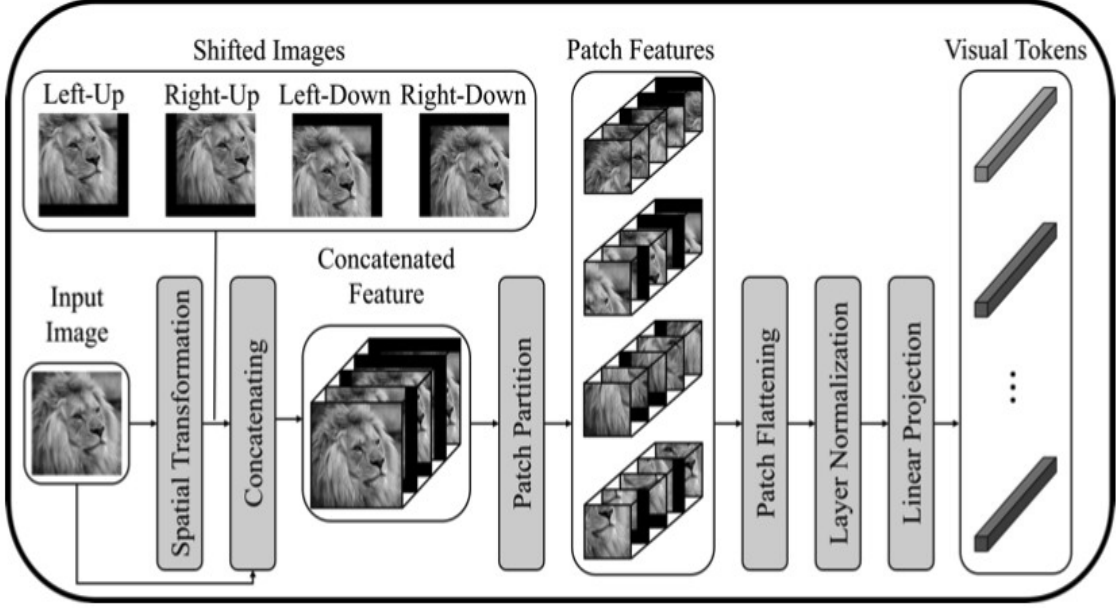 Shifted Images
Left-Up
Right-Up
Left-Down
Right-Down
Input
Image
Spatial Transformation
Concatenating
Concatenated
Feature
Patch Partition
Patch Features
Patch Flattening
Layer Normalization
Linear Projection
Visual Tokens
...